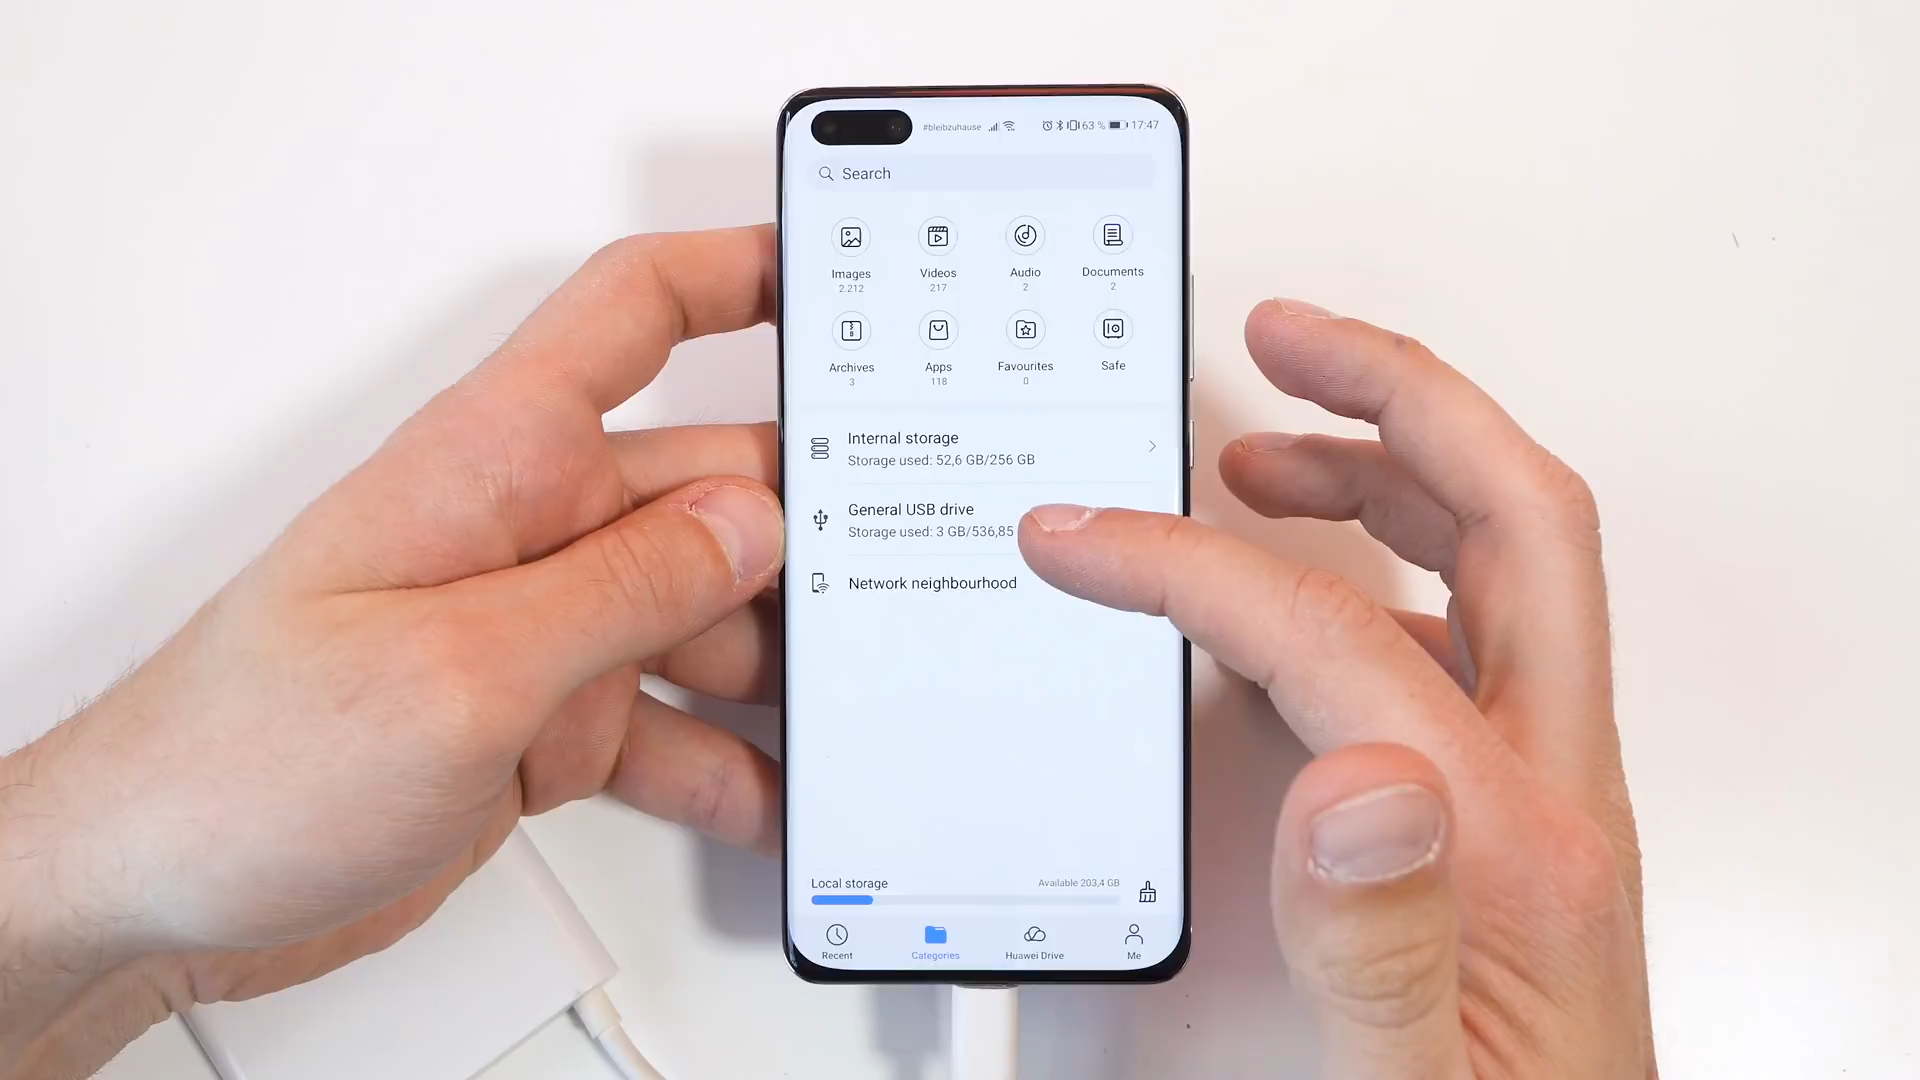 #bleibzuhause 63 % 17:47
Search
Images Videos Audio Documents
2.212 217 2 2
Archives Apps Favourites Safe
3 118 0
Internal storage
Storage used: 52,6 GB/256 GB
General USB drive
Storage used: 3 GB/536,85
Network neighbourhood
Local storage Available 203,4 GB
Recent Categories Huawei Drive Me